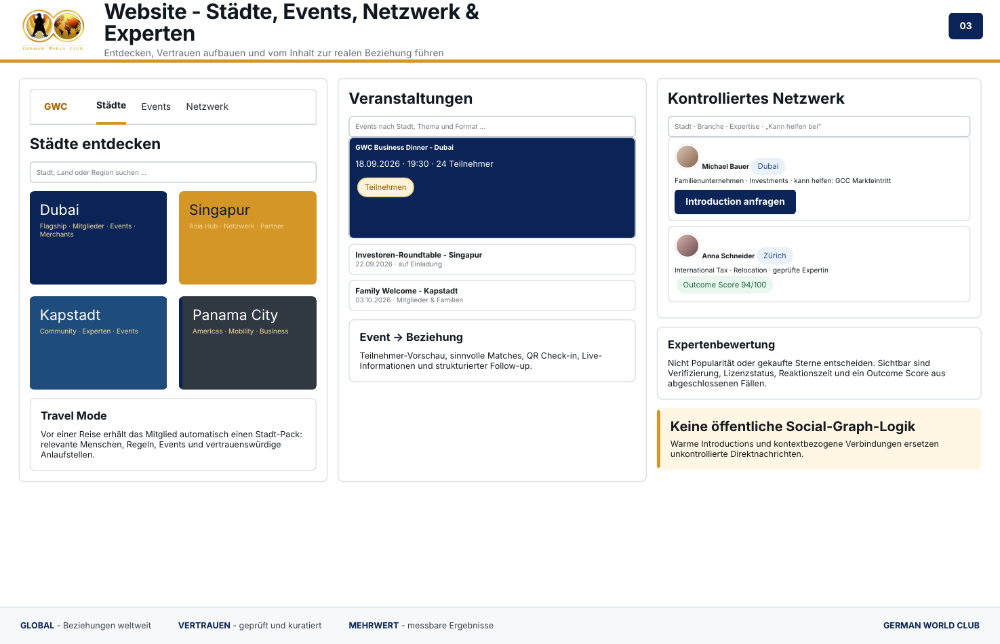 GERMAN WORLD CLUB
Website - Städte, Events, Netzwerk &
Experten
Entdecken, Vertrauen aufbauen und vom Inhalt zur realen Beziehung führen
03
GWC
Städte
Events
Netzwerk
Städte entdecken
Stadt, Land oder Region suchen ...
Dubai
Flagship · Mitglieder · Events ·
Merchants
Singapur
Asia Hub · Netzwerk · Partner
Kapstadt
Community · Experten · Events
Panama City
Americas · Mobility · Business
Travel Mode
Vor einer Reise erhält das Mitglied automatisch einen Stadt-Pack:
relevante Menschen, Regeln, Events und vertrauenswürdige
Anlaufstellen.
Veranstaltungen
Events nach Stadt, Thema und Format ...
GWC Business Dinner - Dubai
18.09.2026 · 19:30 · 24 Teilnehmer
Teilnehmen
Investoren-Roundtable - Singapur
22.09.2026 · auf Einladung
Family Welcome - Kapstadt
03.10.2026 · Mitglieder & Familien
Event → Beziehung
Teilnehmer-Vorschau, sinnvolle Matches, QR Check-in, Live-
Informationen und strukturierter Follow-up.
Kontrolliertes Netzwerk
Stadt · Branche · Expertise · „Kann helfen bei“
Michael Bauer Dubai
Familienunternehmen · Investments · kann helfen: GCC Markteintritt
Introduction anfragen
Anna Schneider Zürich
International Tax · Relocation · geprüfte Expertin
Outcome Score 94/100
Expertenbewertung
Nicht Popularität oder gekaufte Sterne entscheiden. Sichtbar sind
Verifizierung, Lizenzstatus, Reaktionszeit und ein Outcome Score aus
abgeschlossenen Fällen.
Keine öffentliche Social-Graph-Logik
Warme Introductions und kontextbezogene Verbindungen ersetzen
unkontrollierte Direktnachrichten.
GLOBAL - Beziehungen weltweit
VERTRAUEN - geprüft und kuratiert
MEHRWERT - messbare Ergebnisse
GERMAN WORLD CLUB